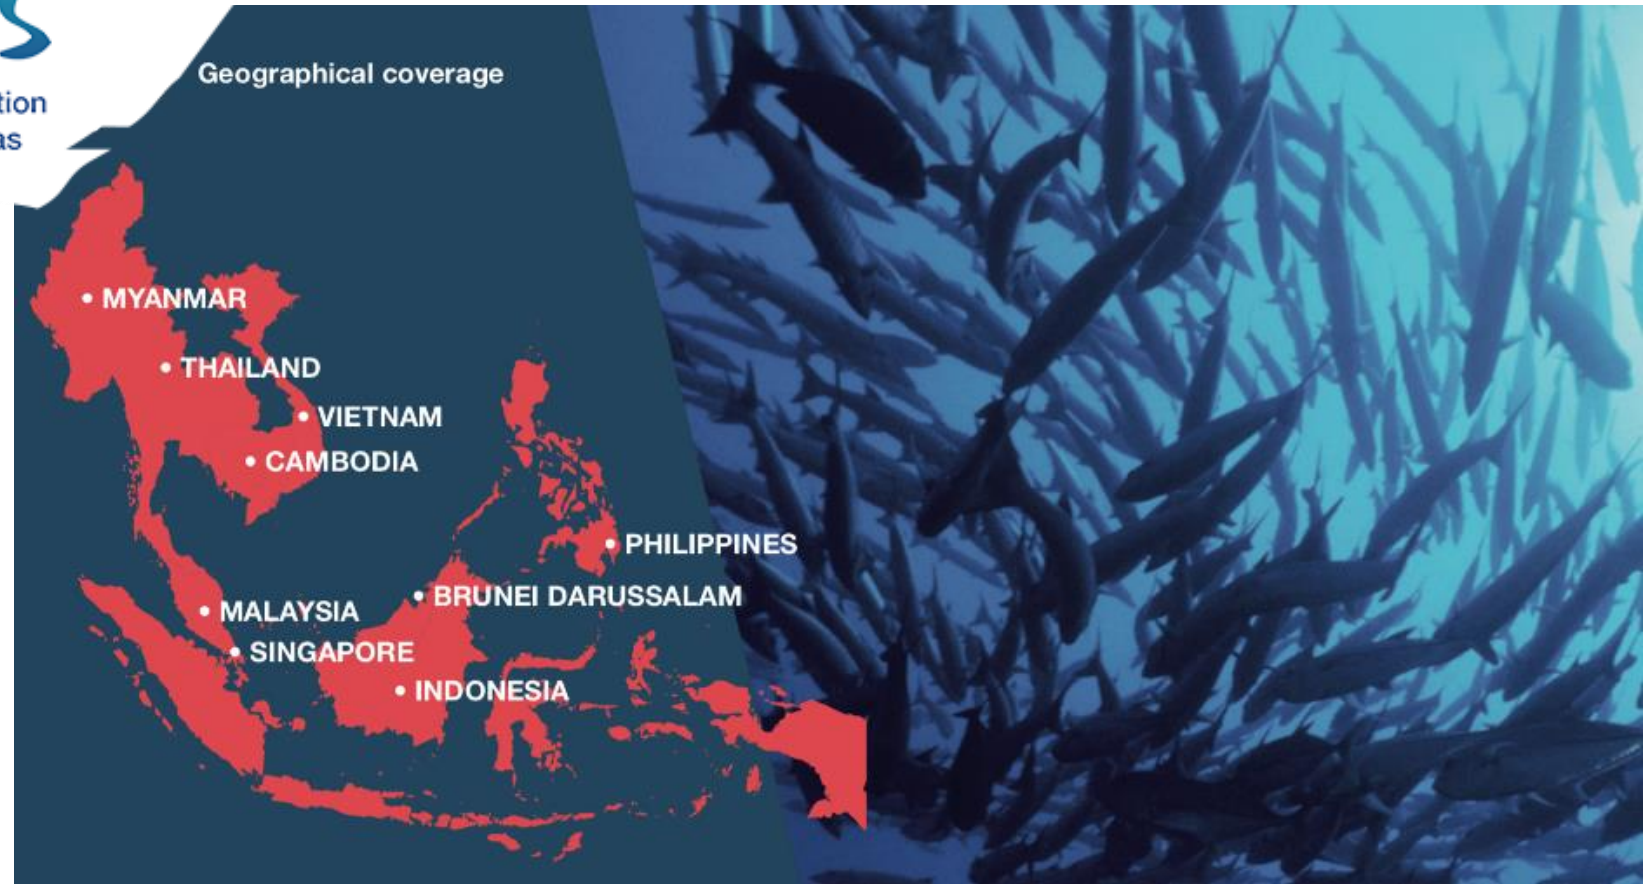 tion
as
Geographical coverage
MYANMAR
THAILAND
VIETNAM
CAMBODIA
PHILIPPINES
BRUNEI DARUSSALAM
MALAYSIA
SINGAPORE
INDONESIA